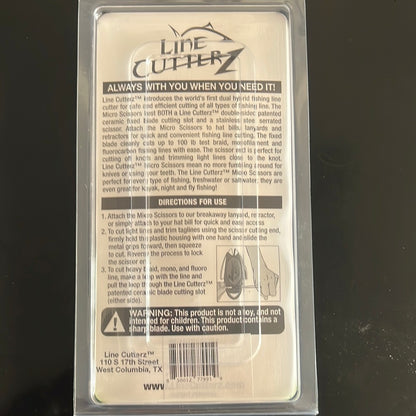 LINE
CUTTERZ
ALWAYS WITH YOU WHEN YOU NEED IT!
Line Cutterz™ introduces the world's first dual hybrid fishing line
cutter for safe and efficient cutting of all types of fishing line. The
Micro Scissors host BOTH a Line Cutterz™ double-sided patented
ceramic fixed blade cutting slot and a stainless steel serrated
scissor. Attach the Micro Scissors to hat bills, lanyards and
retractors for quick and convenient fishing line cutting. The fixed
blade cleanly cuts up to 100 lb test braid, monofilament and
fluorocarbon fishing lines with ease. The scissor end is perfect for
cutting off knots and trimming light lines close to the knot.
Line Cutterz™ Micro Scissors mean no more fumbling around for
knives or using your teeth. The Line Cutterz™ Micro Scissors are
perfect for every type of fishing, freshwater or saltwater; they are
even great for kayak, night and fly fishing!
DIRECTIONS FOR USE
1. Attach the Micro Scissors to our breakaway lanyard, retractor,
or simply attach to your hat bill for quick and easy access
2. To cut light lines and trim taglines using the scissor cutting end,
firmly hold the plastic housing with one hand and slide the
metal grips forward, then squeeze
to cut. Reverse the process to lock
the scissor end.
3. To cut heavy braid, mono, and fluoro
line, make a loop with the line and
pull the loop through the Line Cutterz™
patented ceramic blade cutting slot
(either side).
WARNING: This product is not a toy, and not
intended for children. This product contains a
sharp blade. Use with caution.
Line Cutterz™
110 S 17th Street
West Columbia, TX
www.